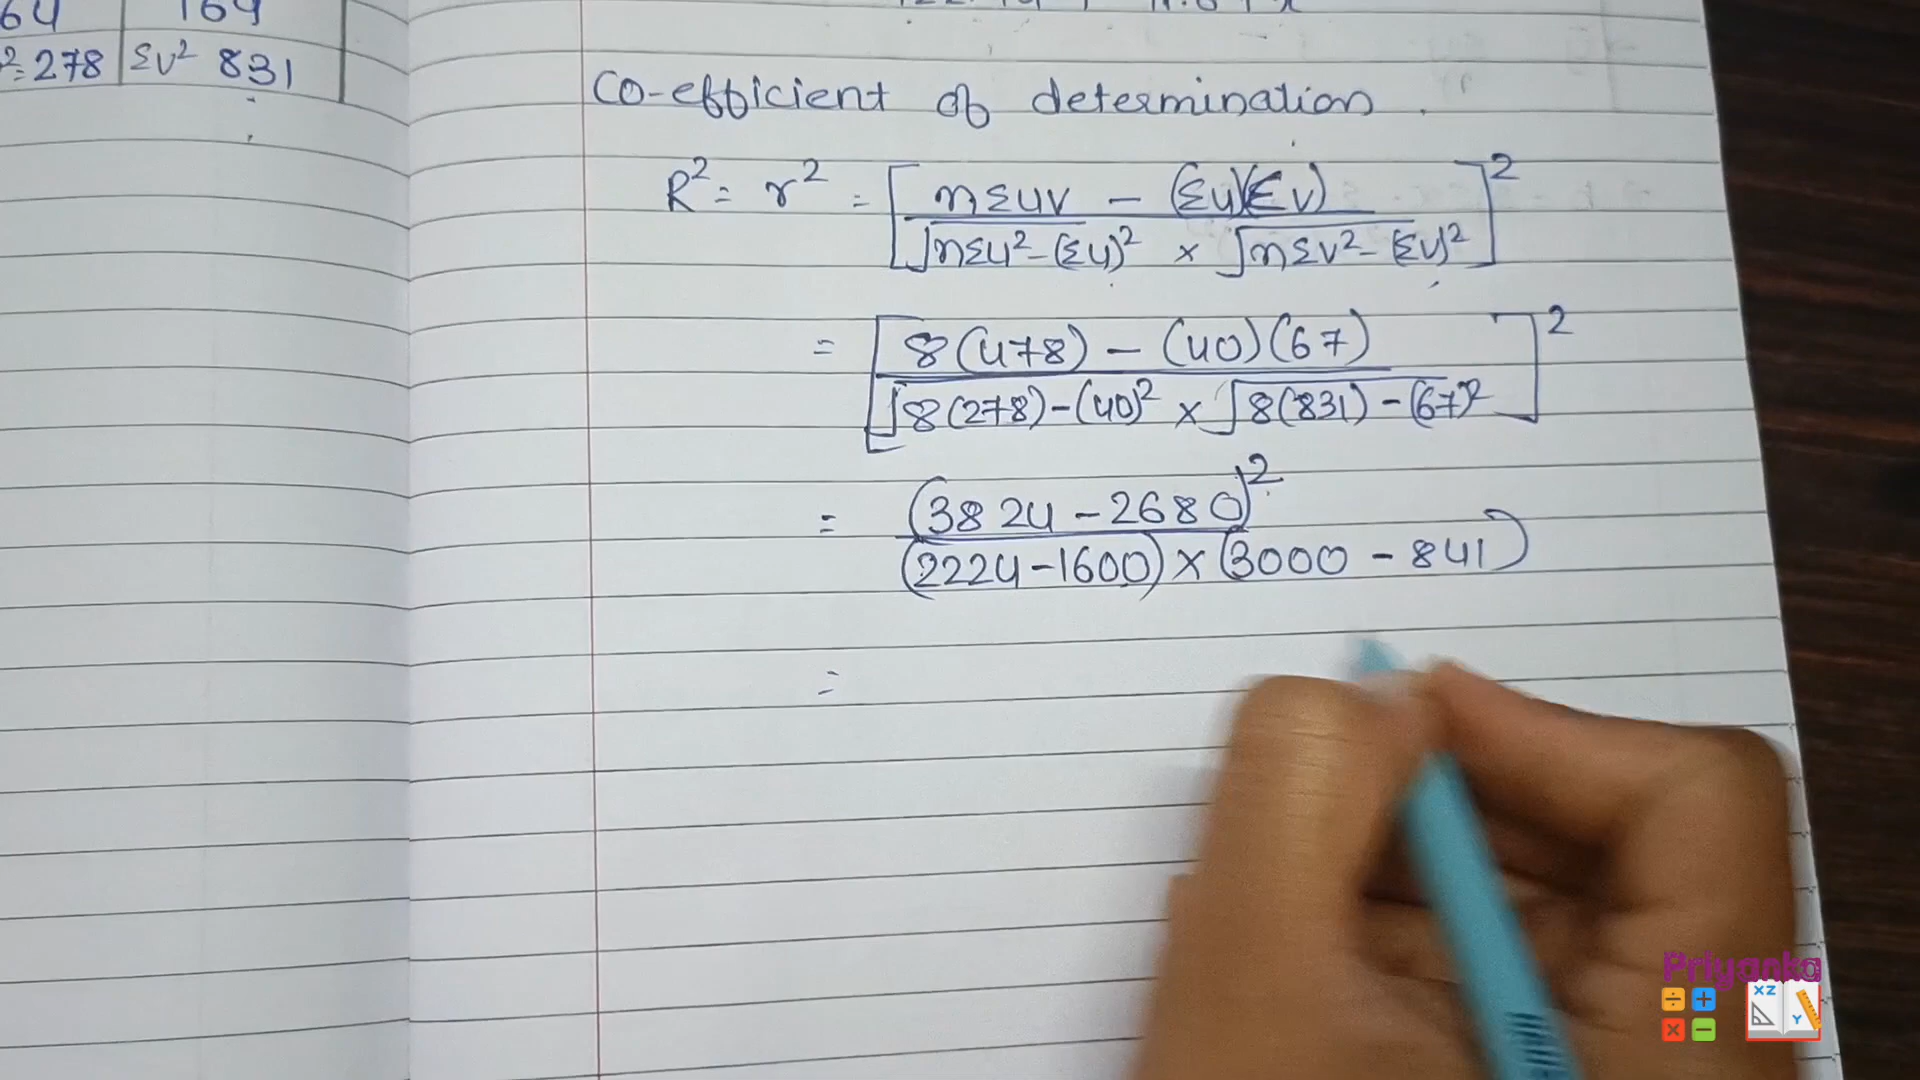 64 164
²=278 Σv² 831
Co-efficient of determination.
R² = r² = [nΣuv - (Σu)(Σv) / √nΣu²-(Σu)² × √nΣv²-(Σv)²]²
= [8(478) - (40)(67) / √8(278)-(40)² × √8(831)-(67)²]²
= (3824-2680)² / (2224-1600) × (3000-841)
=
Priyanka
XZ
Y